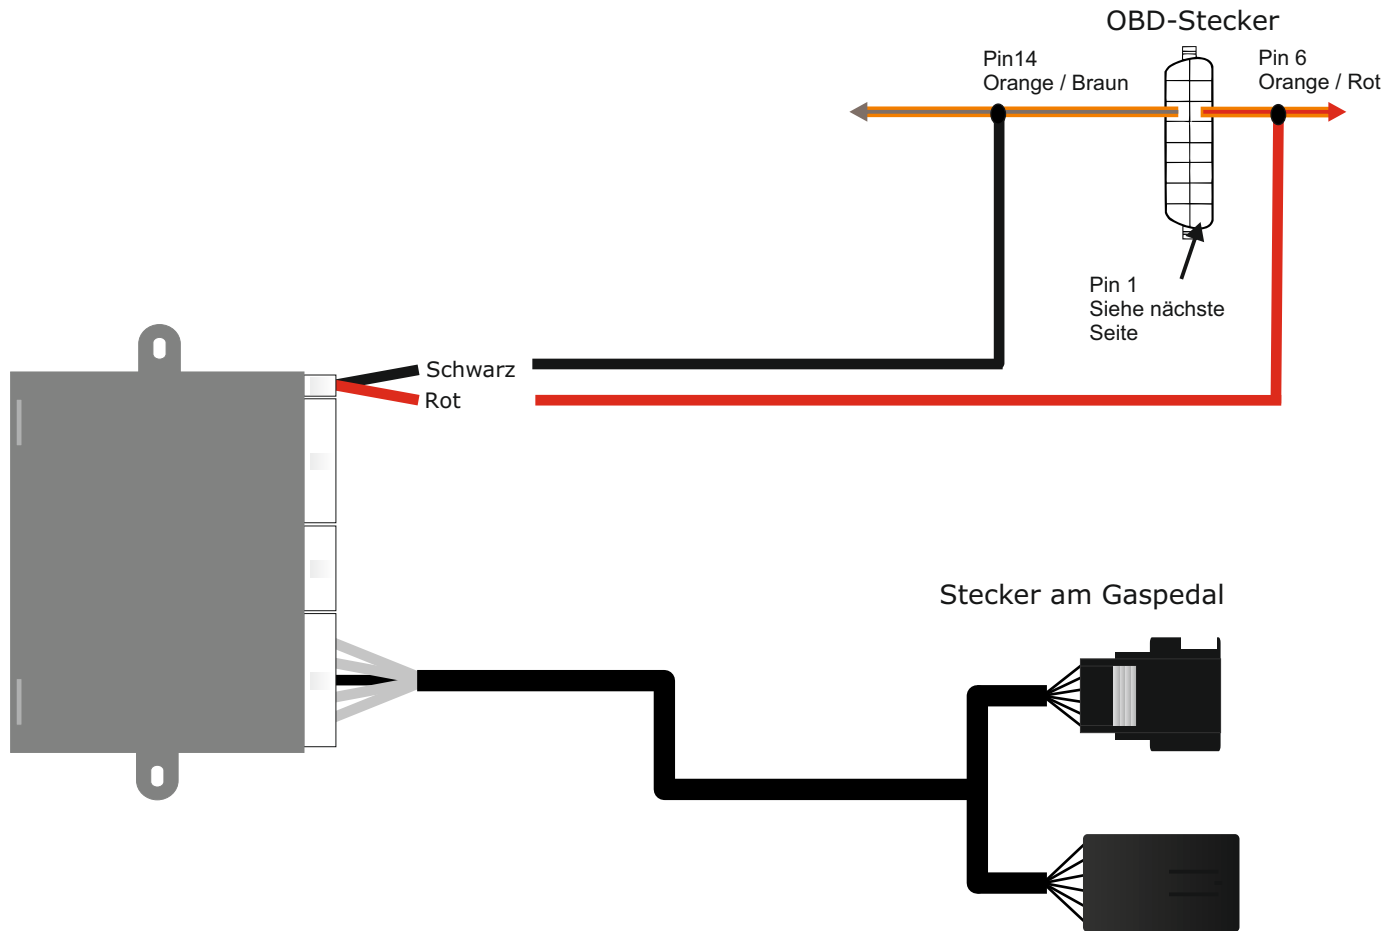 OBD-Stecker
Pin14
Orange / Braun
Pin 6
Orange / Rot
Pin 1
Siehe nächste
Seite
Schwarz
Rot
Stecker am Gaspedal